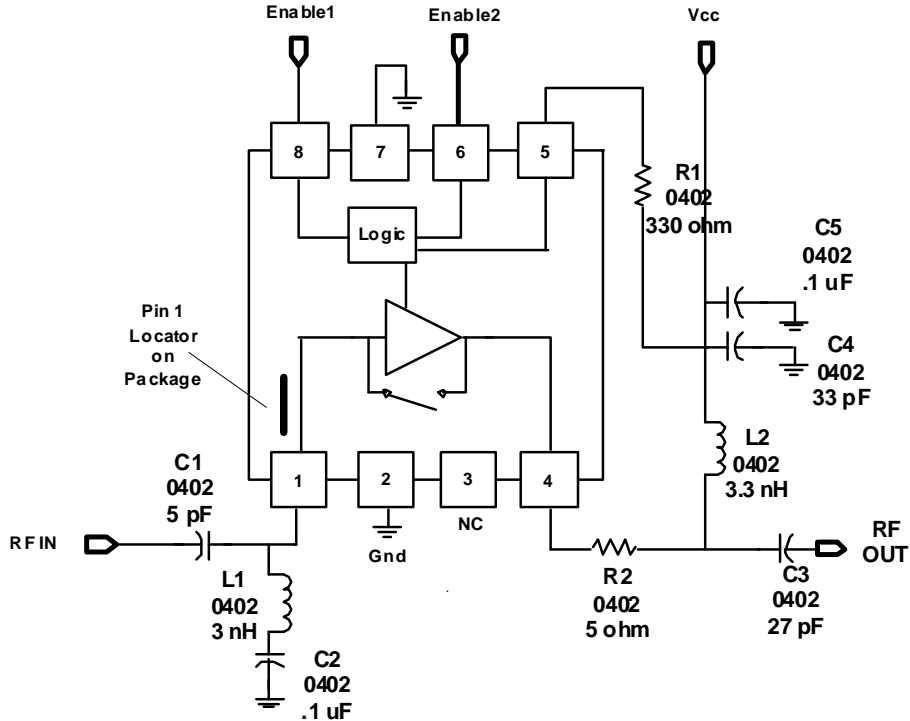 Enable1
Enable2
Vcc
8
7
6
5
R1
0402
330 ohm
Logic
C5
0402
.1 uF
Pin 1
Locator
on
Package
C4
0402
33 pF
L2
0402
3.3 nH
C1
0402
5 pF
1
2
3
4
NC
Gnd
RF IN
RF
OUT
L1
0402
3 nH
R2
0402
5 ohm
C3
0402
27 pF
C2
0402
.1 uF